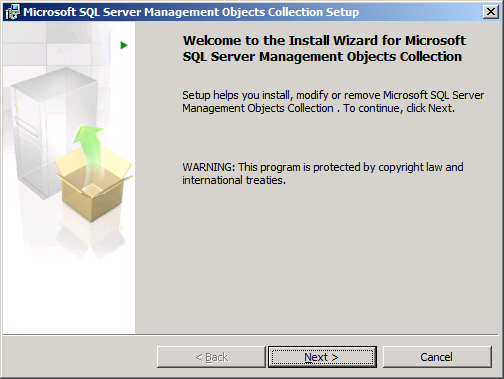 Microsoft SQL Server Management Objects Collection Setup
Welcome to the Install Wizard for Microsoft
SQL Server Management Objects Collection
Setup helps you install, modify or remove Microsoft SQL Server
Management Objects Collection . To continue, click Next.
WARNING: This program is protected by copyright law and
international treaties.
< Back Next > Cancel